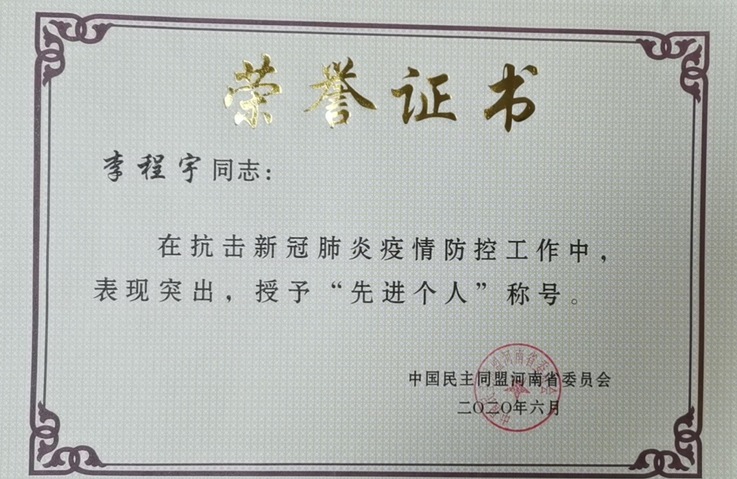 荣誉证书
李程宇同志：
在抗击新冠肺炎疫情防控工作中，
表现突出，授予“先进个人”称号。
中国民主同盟河南省委员会
二〇二〇年六月